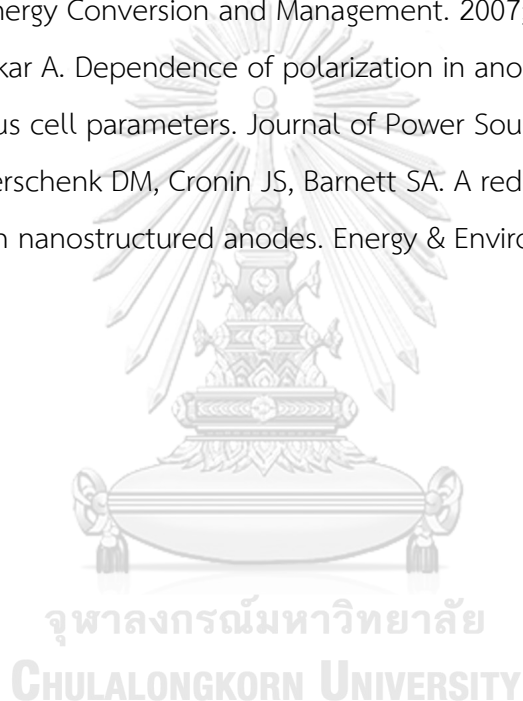 nergy Conversion and Management. 2007;
kar A. Dependence of polarization in ano
us cell parameters. Journal of Power Sou
erschenk DM, Cronin JS, Barnett SA. A red
n nanostructured anodes. Energy & Enviro
จุฬาลงกรณ์มหาวิทยาลัย
CHULALONGKORN UNIVERSITY